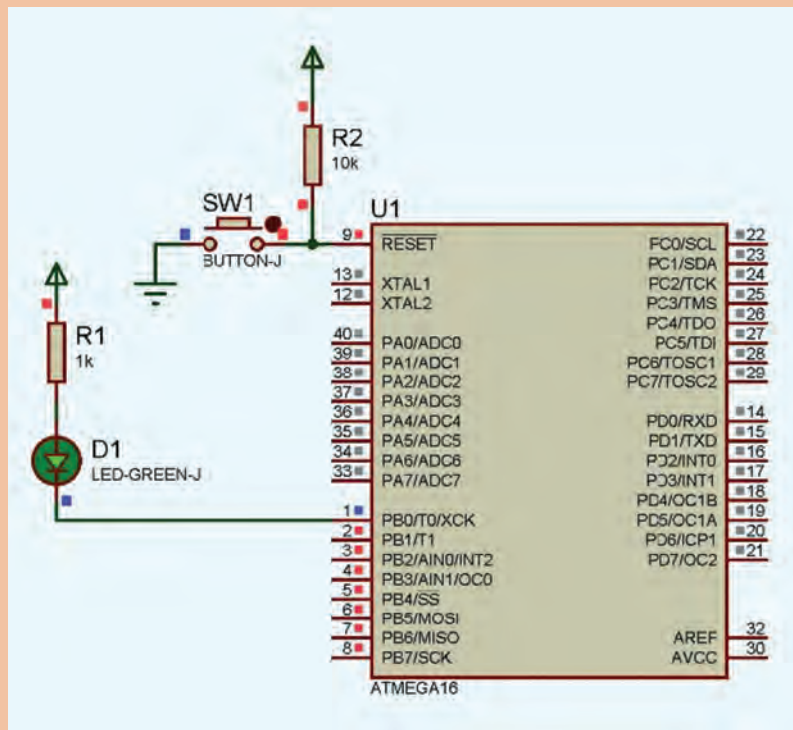 R2
10k
SW1
BUTTON-J
R1
1k
D1
LED-GREEN-J
U1
9 RESET
13 XTAL1
12 XTAL2
40 PA0/ADC0
39 PA1/ADC1
38 PA2/ADC2
37 PA3/ADC3
36 PA4/ADC4
35 PA5/ADC5
34 PA6/ADC6
33 PA7/ADC7
1 PB0/T0/XCK
2 PB1/T1
3 PB2/AIN0/INT2
4 PB3/AIN1/OC0
5 PB4/SS
6 PB5/MOSI
7 PB6/MISO
8 PB7/SCK
FC0/SCL 22
PC1/SDA 23
PC2/TCK 24
PC3/TMS 25
PC4/TDO 26
PC5/TDI 27
PC6/TOSC1 28
PC7/TOSC2 29
PD0/RXD 14
PD1/TXD 15
PD2/INT0 16
PD3/INT1 17
PD4/OC1B 18
PD5/OC1A 19
PD6/ICP1 20
PD7/OC2 21
AREF 32
AVCC 30
ATMEGA16